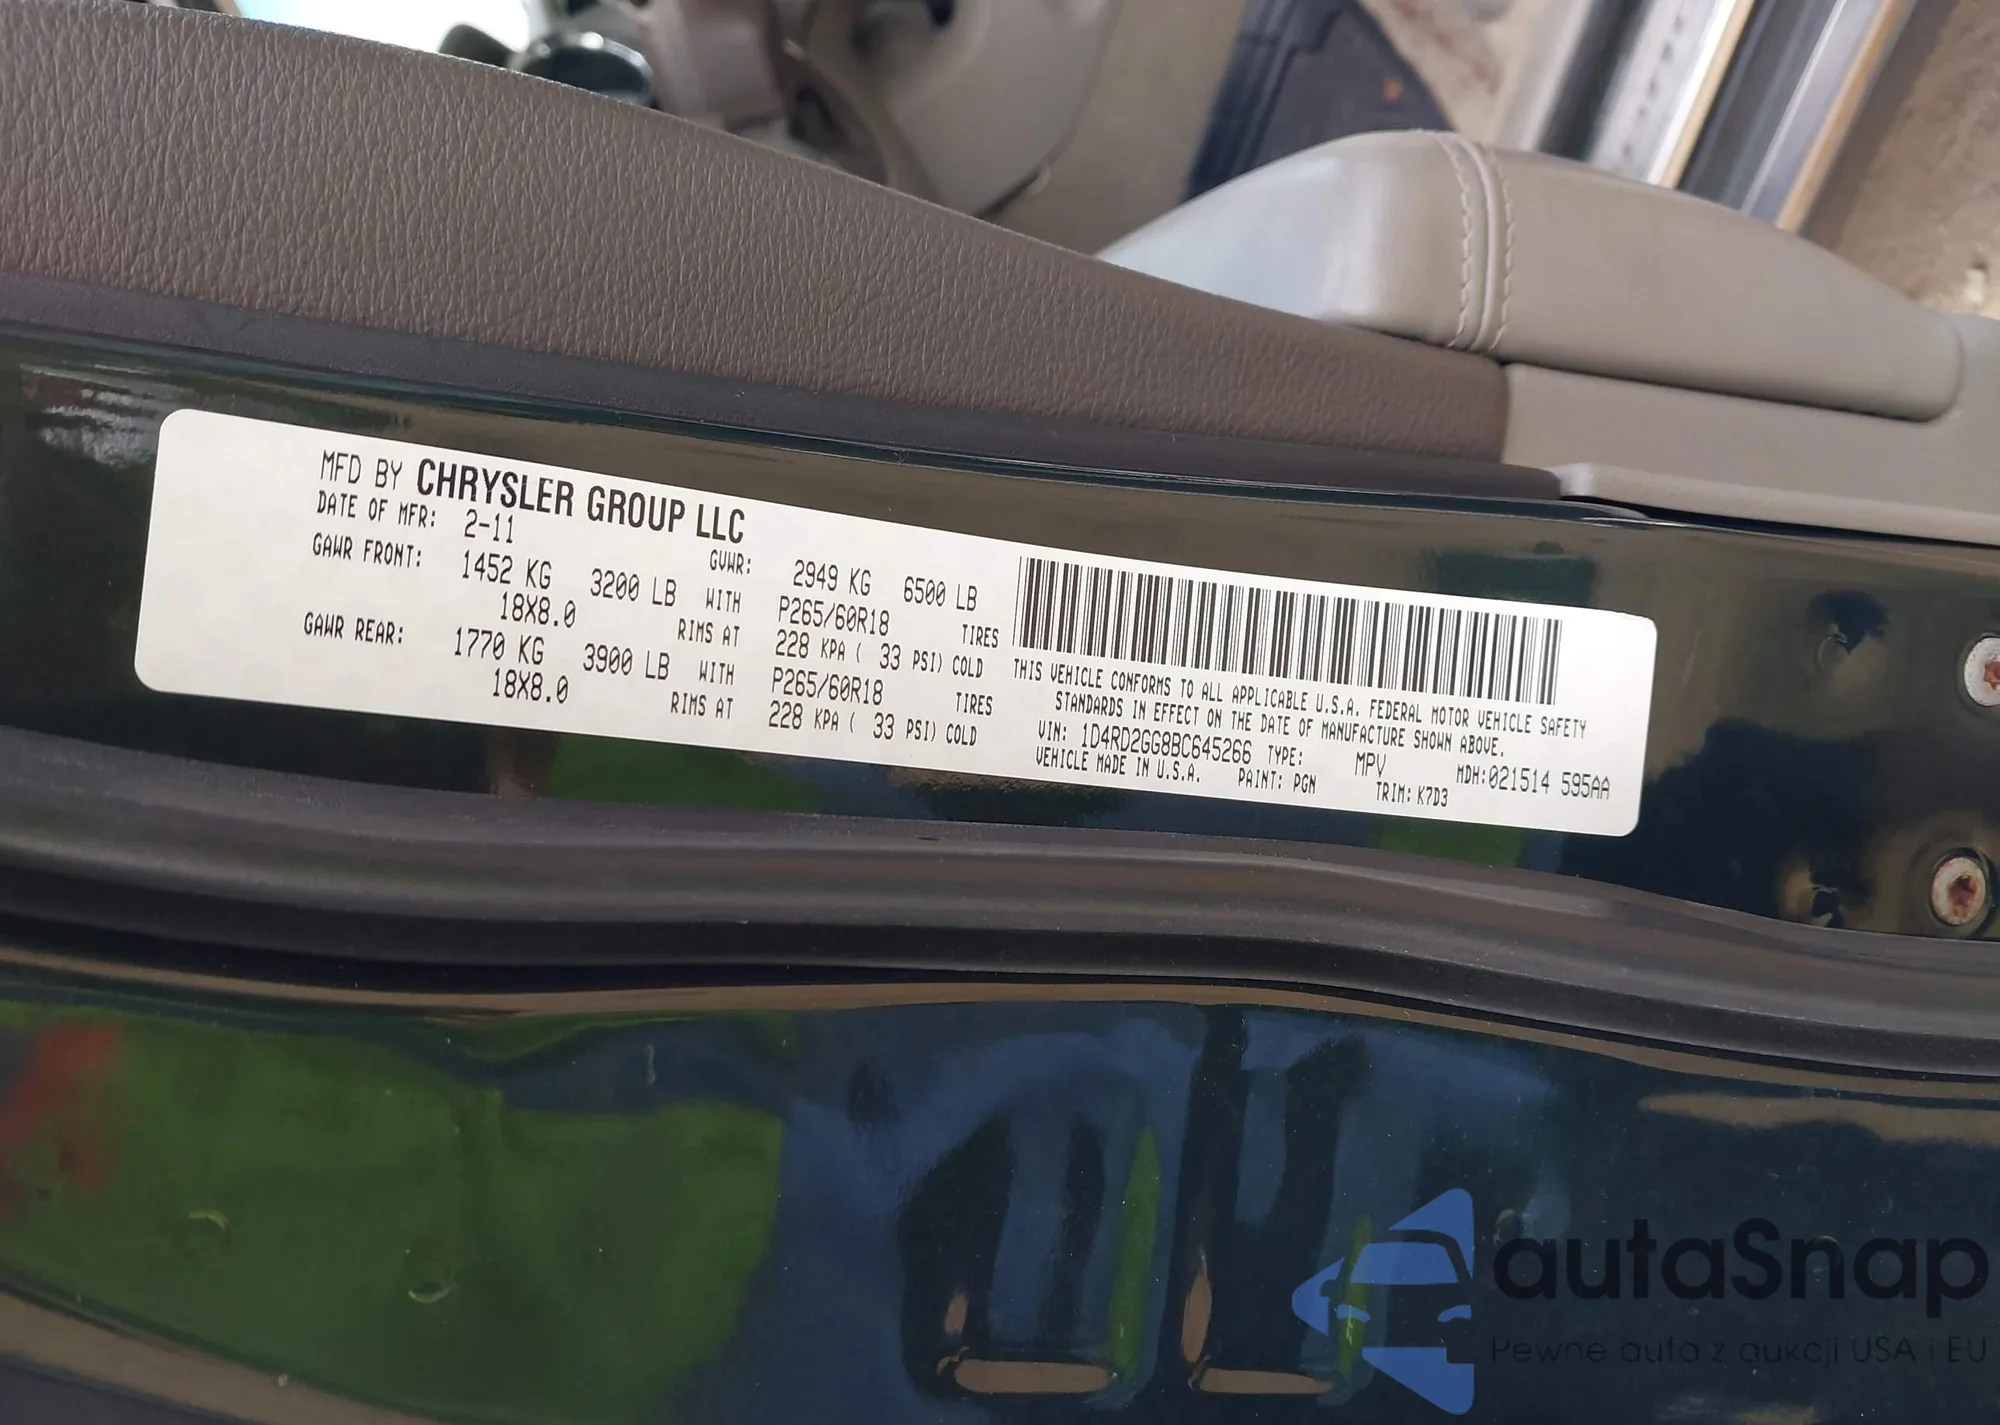 MFD BY CHRYSLER GROUP LLC
DATE OF MFR: 2-11 GVWR: 2949 KG 6500 LB
GAWR FRONT: 1452 KG 3200 LB WITH P265/60R18 TIRES
18X8.0 RIMS AT 228 KPA ( 33 PSI) COLD
GAWR REAR: 1770 KG 3900 LB WITH P265/60R18 TIRES
18X8.0 RIMS AT 228 KPA ( 33 PSI) COLD
THIS VEHICLE CONFORMS TO ALL APPLICABLE U.S.A. FEDERAL MOTOR VEHICLE SAFETY
STANDARDS IN EFFECT ON THE DATE OF MANUFACTURE SHOWN ABOVE.
VIN: 1D4RD2GG8BC645266 TYPE: MPV MDH:021514 595AA
VEHICLE MADE IN U.S.A. PAINT: PGN TRIM: K7D3
autaSnap
Pewne auta z aukcji USA i EU